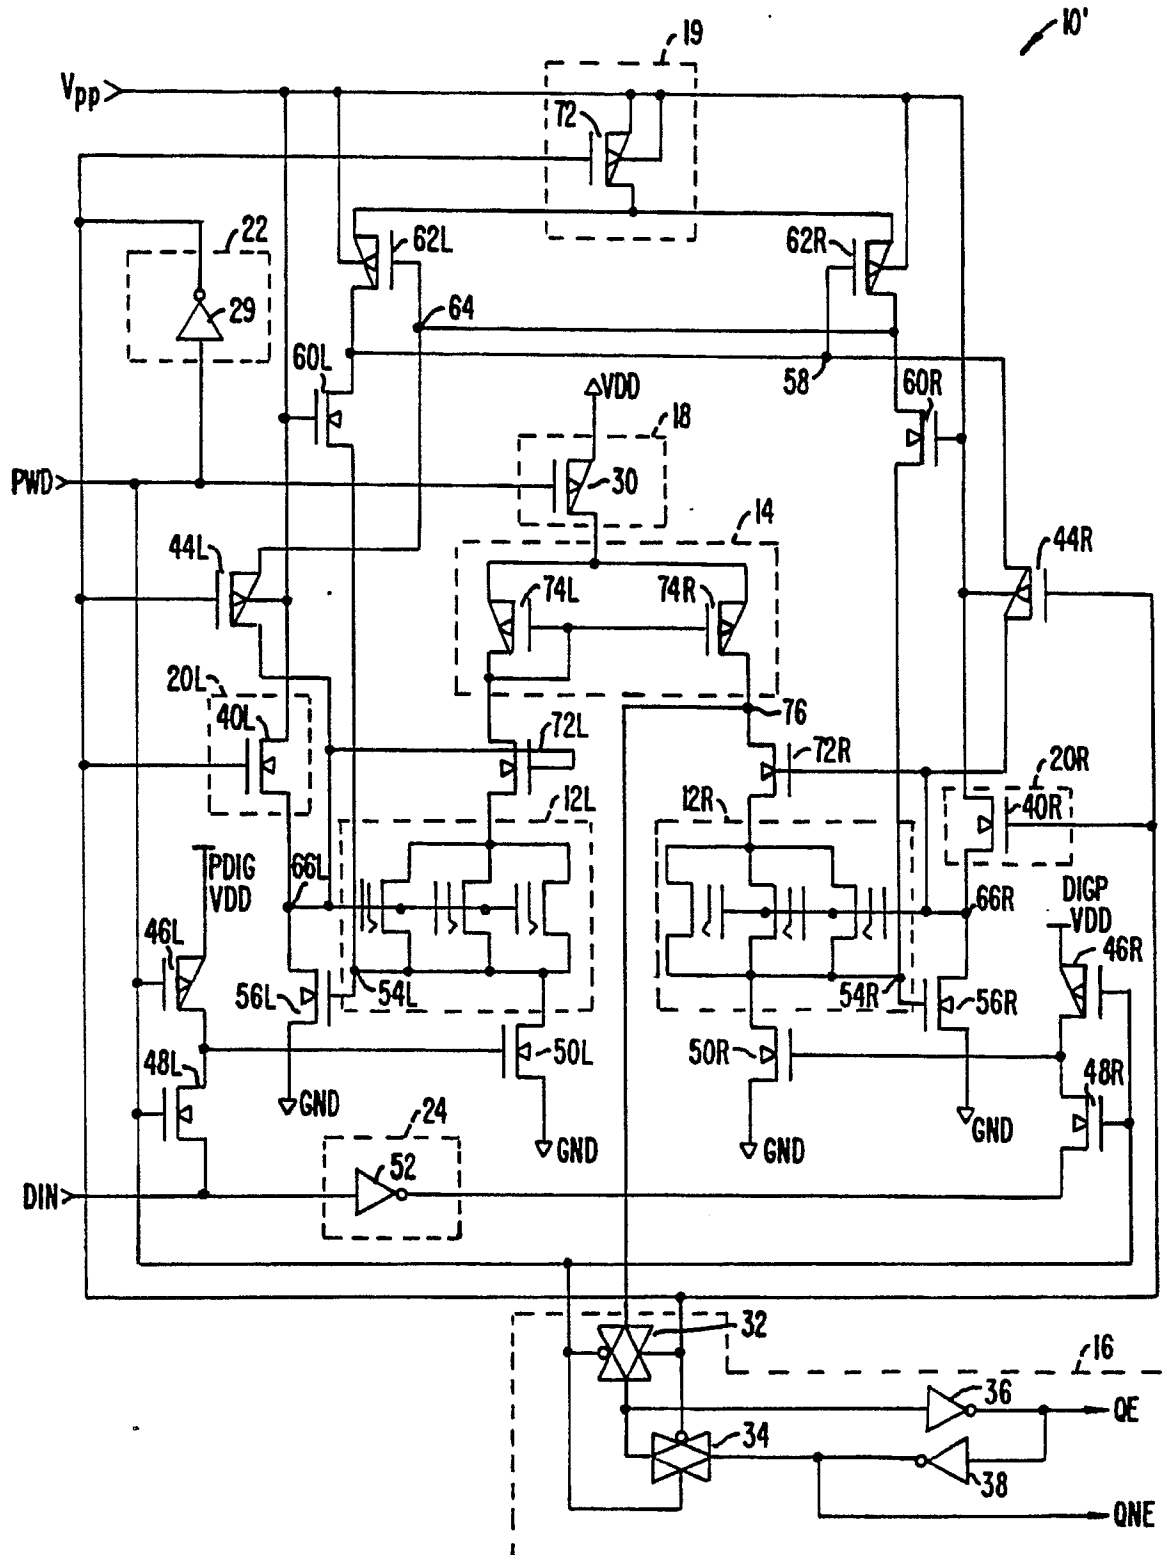 10'
19
Vpp
72
22
62L
62R
29
64
60L
58
60R
VDD
18
PWD
30
14
44L
44R
74L
74R
20L
76
40L
72L
72R
20R
12L
12R
40R
PDIG
VDD
66L
66R
DIGP
VDD
46L
46R
56L
54L
54R
56R
50L
50R
48L
48R
GND
GND
24
GND
GND
52
DIN
32
16
36
QE
34
38
QNE